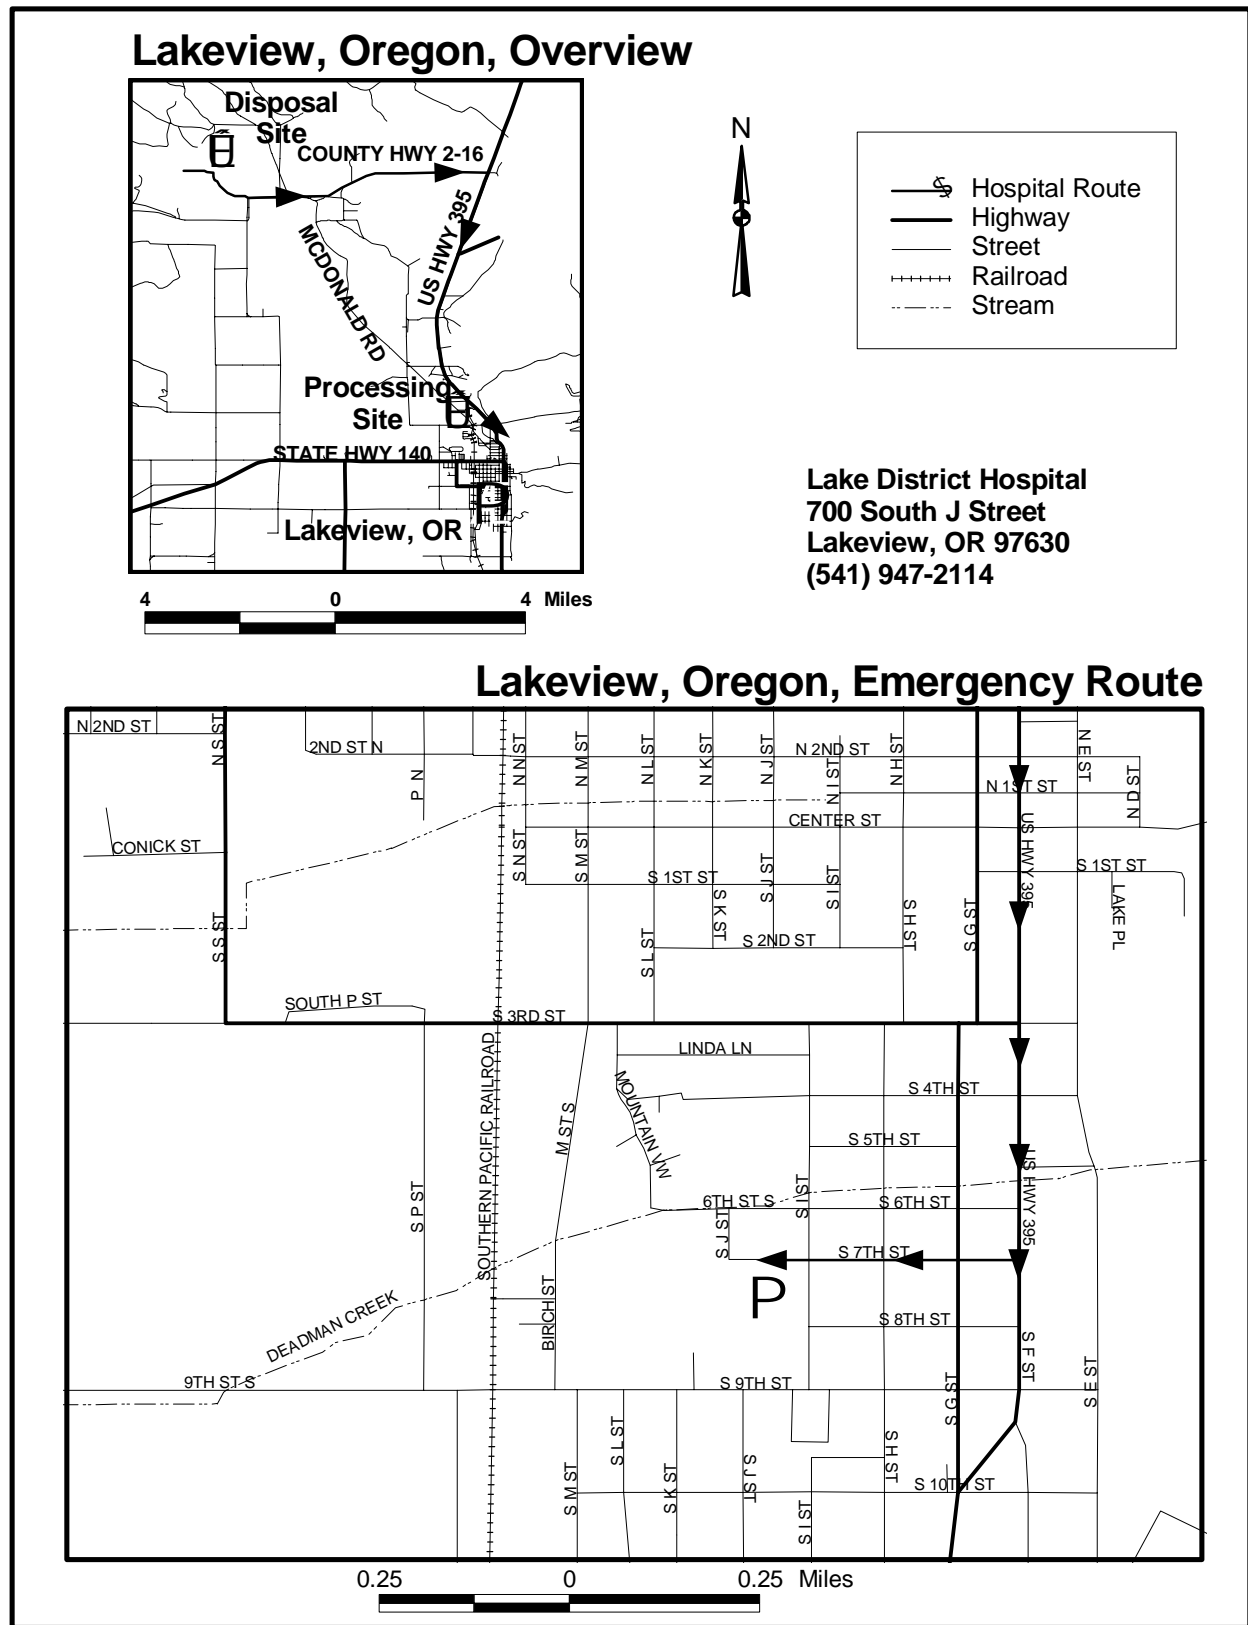 Lakeview, Oregon, Overview
Disposal
Site
COUNTY HWY 2-16
US HWY 395
MCDONALD RD
Processing
Site
STATE HWY 140
Lakeview, OR
4 0 4 Miles
N
Hospital Route
Highway
Street
Railroad
Stream
Lake District Hospital
700 South J Street
Lakeview, OR 97630
(541) 947-2114
Lakeview, Oregon, Emergency Route
N 2ND ST
N S ST
2ND ST N
P N
N N ST
N M ST
N L ST
N K ST
N J ST
N 2ND ST
N I ST
N H ST
N E ST
N 1ST ST
N D ST
CENTER ST
CONICK ST
S N ST
S M ST
S 1ST ST
S J ST
S I ST
US HWY 395
S 1ST ST
LAKE PL
S S ST
S L ST
S K ST
S 2ND ST
S H ST
S G ST
SOUTH P ST
S 3RD ST
SOUTHERN PACIFIC RAILROAD
LINDA LN
MOUNTAIN VW
S 4TH ST
M ST S
S 5TH ST
US HWY 395
S P ST
6TH ST S
S I ST
S 6TH ST
S J ST
S 7TH ST
P
DEADMAN CREEK
BIRCH ST
S 8TH ST
S F ST
S E ST
9TH ST S
S 9TH ST
S G ST
S L ST
S M ST
S K ST
S J ST
S I ST
S H ST
S 10TH ST
0.25 0 0.25 Miles